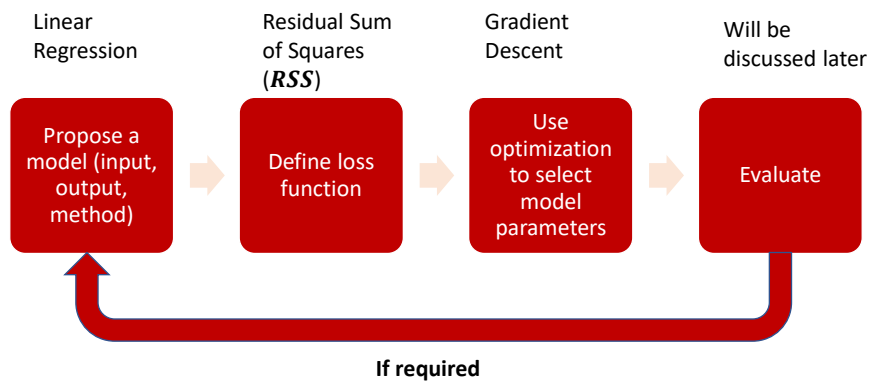 Linear
Regression
Residual Sum
of Squares
(RSS)
Gradient
Descent
Will be
discussed later
Propose a
model (input,
output,
method)
Define loss
function
Use
optimization
to select
model
parameters
Evaluate
If required